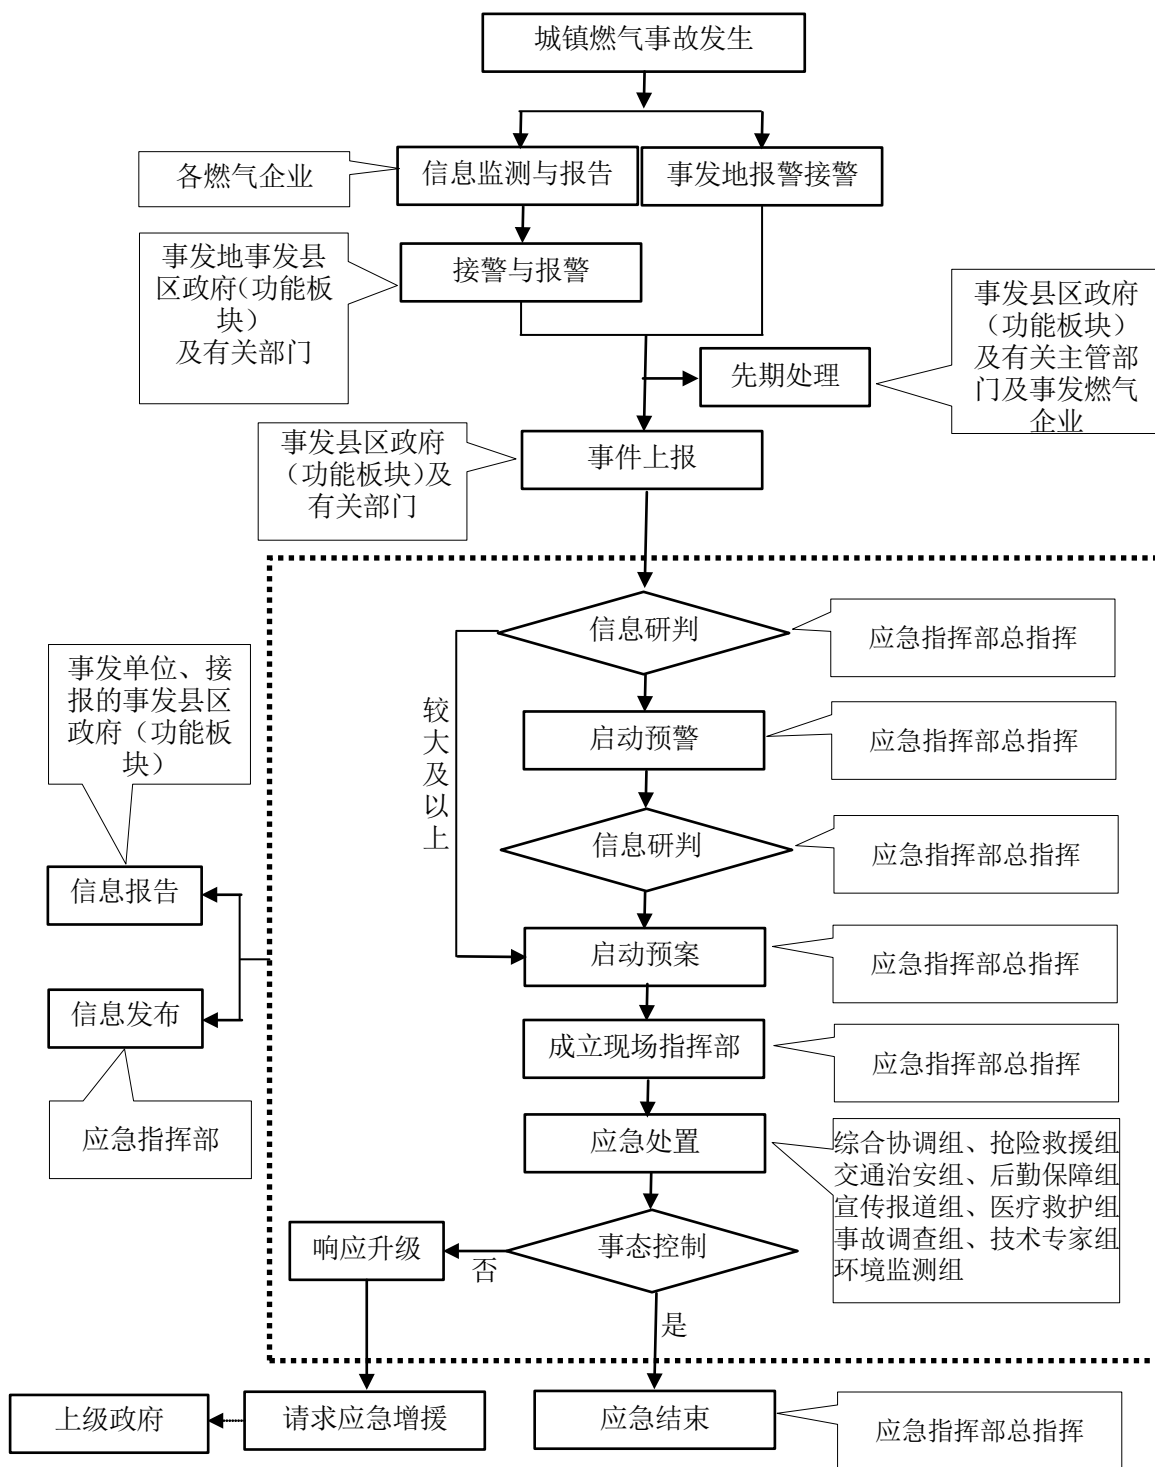 城镇燃气事故发生
各燃气企业
信息监测与报告
事发地报警接警
事发地事发县
区政府（功能板
块）
及有关部门
接警与报警
先期处理
事发县区政府
（功能板块）
及有关主管部
门及事发燃气
企业
事发县区政府
（功能板块）及
有关部门
事件上报
信息研判
应急指挥部总指挥
事发单位、接
报的事发县区
政府（功能板
块）
较大及以上
启动预警
应急指挥部总指挥
信息研判
应急指挥部总指挥
信息报告
启动预案
应急指挥部总指挥
信息发布
成立现场指挥部
应急指挥部总指挥
应急指挥部
应急处置
综合协调组、抢险救援组
交通治安组、后勤保障组
宣传报道组、医疗救护组
事故调查组、技术专家组
环境监测组
响应升级
否
事态控制
是
上级政府
请求应急增援
应急结束
应急指挥部总指挥